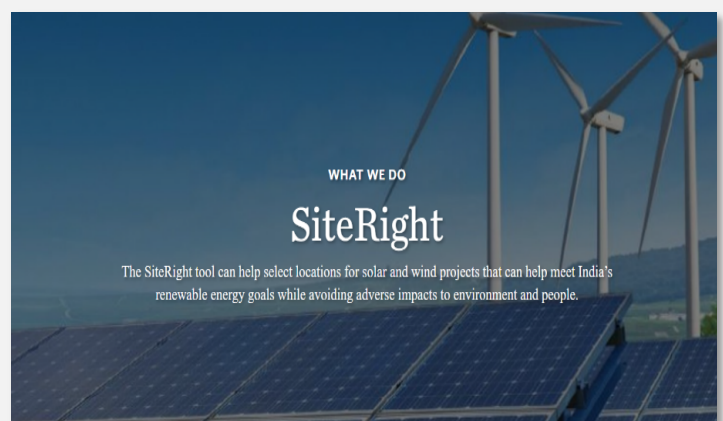 WHAT WE DO
SiteRight
The SiteRight tool can help select locations for solar and wind projects that can help meet India’s
renewable energy goals while avoiding adverse impacts to environment and people.